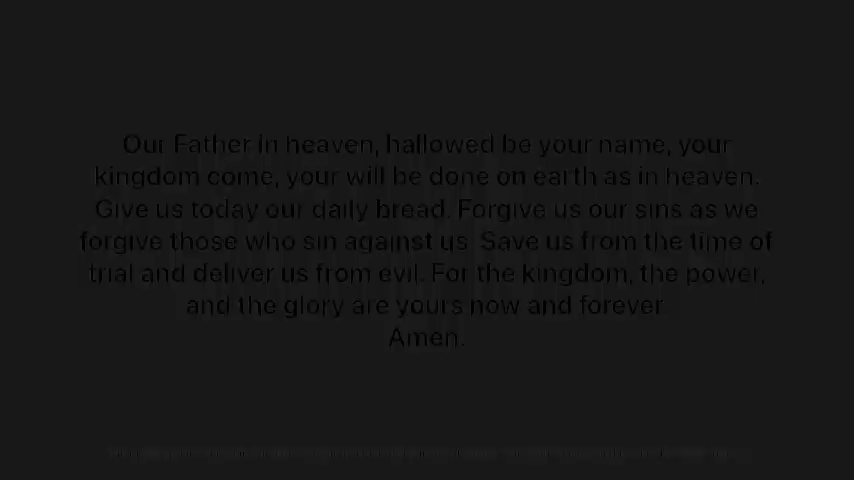 Our Father in heaven, hallowed be your name, your
kingdom come, your will be done on earth as in heaven.
Give us today our daily bread. Forgive us our sins as we
forgive those who sin against us. Save us from the time of
trial and deliver us from evil. For the kingdom, the power,
and the glory are yours now and forever.
Amen.